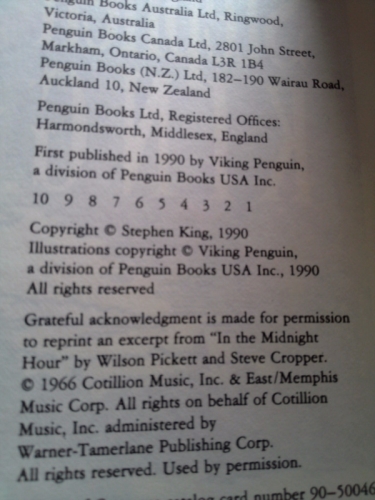 Penguin Books Australia Ltd, Ringwood,
Victoria, Australia
Penguin Books Canada Ltd, 2801 John Street,
Markham, Ontario, Canada L3R 1B4
Penguin Books (N.Z.) Ltd, 182–190 Wairau Road,
Auckland 10, New Zealand
Penguin Books Ltd, Registered Offices:
Harmondsworth, Middlesex, England
First published in 1990 by Viking Penguin,
a division of Penguin Books USA Inc.
10 9 8 7 6 5 4 3 2 1
Copyright © Stephen King, 1990
Illustrations copyright © Viking Penguin,
a division of Penguin Books USA Inc., 1990
All rights reserved
Grateful acknowledgment is made for permission
to reprint an excerpt from "In the Midnight
Hour" by Wilson Pickett and Steve Cropper.
© 1966 Cotillion Music, Inc. & East/Memphis
Music Corp. All rights on behalf of Cotillion
Music, Inc. administered by
Warner-Tamerlane Publishing Corp.
All rights reserved. Used by permission.
catalog card number 90-50046